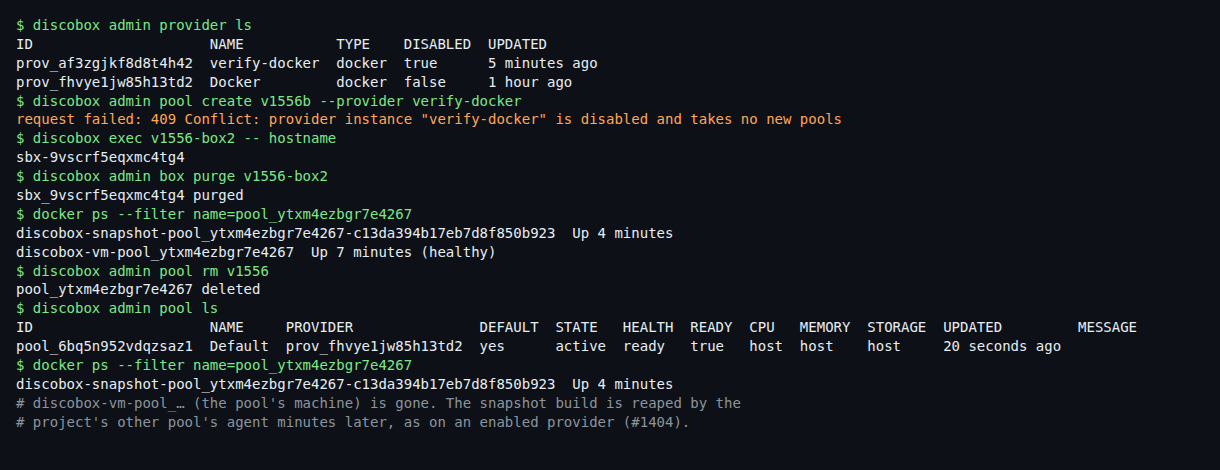 $ discobox admin provider ls
ID                     NAME           TYPE    DISABLED  UPDATED
prov_af3zgjkf8d8t4h42  verify-docker  docker  true      5 minutes ago
prov_fhvye1jw85h13td2  Docker         docker  false     1 hour ago
$ discobox admin pool create v1556b --provider verify-docker
request failed: 409 Conflict: provider instance "verify-docker" is disabled and takes no new pools
$ discobox exec v1556-box2 -- hostname
sbx-9vscrf5eqxmc4tg4
$ discobox admin box purge v1556-box2
sbx_9vscrf5eqxmc4tg4 purged
$ docker ps --filter name=pool_ytxm4ezbgr7e4267
discobox-snapshot-pool_ytxm4ezbgr7e4267-c13da394b17eb7d8f850b923  Up 4 minutes
discobox-vm-pool_ytxm4ezbgr7e4267  Up 7 minutes (healthy)
$ discobox admin pool rm v1556
pool_ytxm4ezbgr7e4267 deleted
$ discobox admin pool ls
ID                     NAME     PROVIDER               DEFAULT  STATE   HEALTH  READY  CPU   MEMORY  STORAGE  UPDATED         MESSAGE
pool_6bq5n952vdqzsaz1  Default  prov_fhvye1jw85h13td2  yes      active  ready   true   host  host    host     20 seconds ago
$ docker ps --filter name=pool_ytxm4ezbgr7e4267
discobox-snapshot-pool_ytxm4ezbgr7e4267-c13da394b17eb7d8f850b923  Up 4 minutes
# discobox-vm-pool_… (the pool's machine) is gone. The snapshot build is reaped by the
# project's other pool's agent minutes later, as on an enabled provider (#1404).